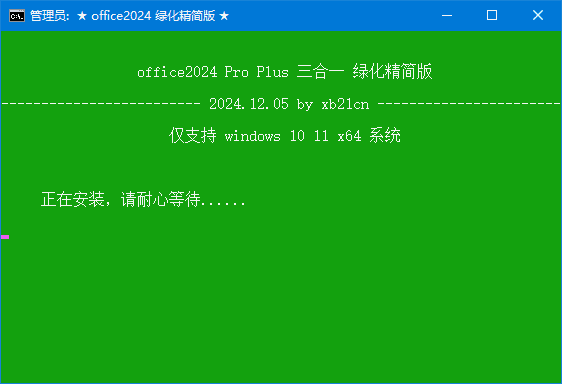 管理员: ★ office2024 绿化精简版 ★
office2024 Pro Plus 三合一 绿化精简版
------------------------- 2024.12.05 by xb21cn -----------------------
仅支持 windows 10 11 x64 系统
正在安装，请耐心等待......